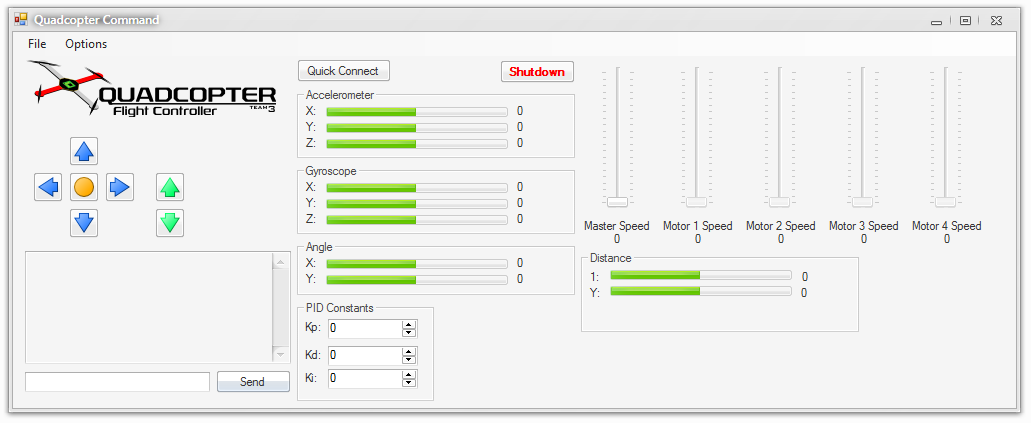 Quadcopter Command
File Options
QUADCOPTER
TEAM 3
Flight Controller
Quick Connect
Shutdown
Accelerometer
X: 0
Y: 0
Z: 0
Gyroscope
X: 0
Y: 0
Z: 0
Angle
X: 0
Y: 0
PID Constants
Kp: 0
Kd: 0
Ki: 0
Send
Master Speed Motor 1 Speed Motor 2 Speed Motor 3 Speed Motor 4 Speed
0 0 0 0 0
Distance
1: 0
Y: 0